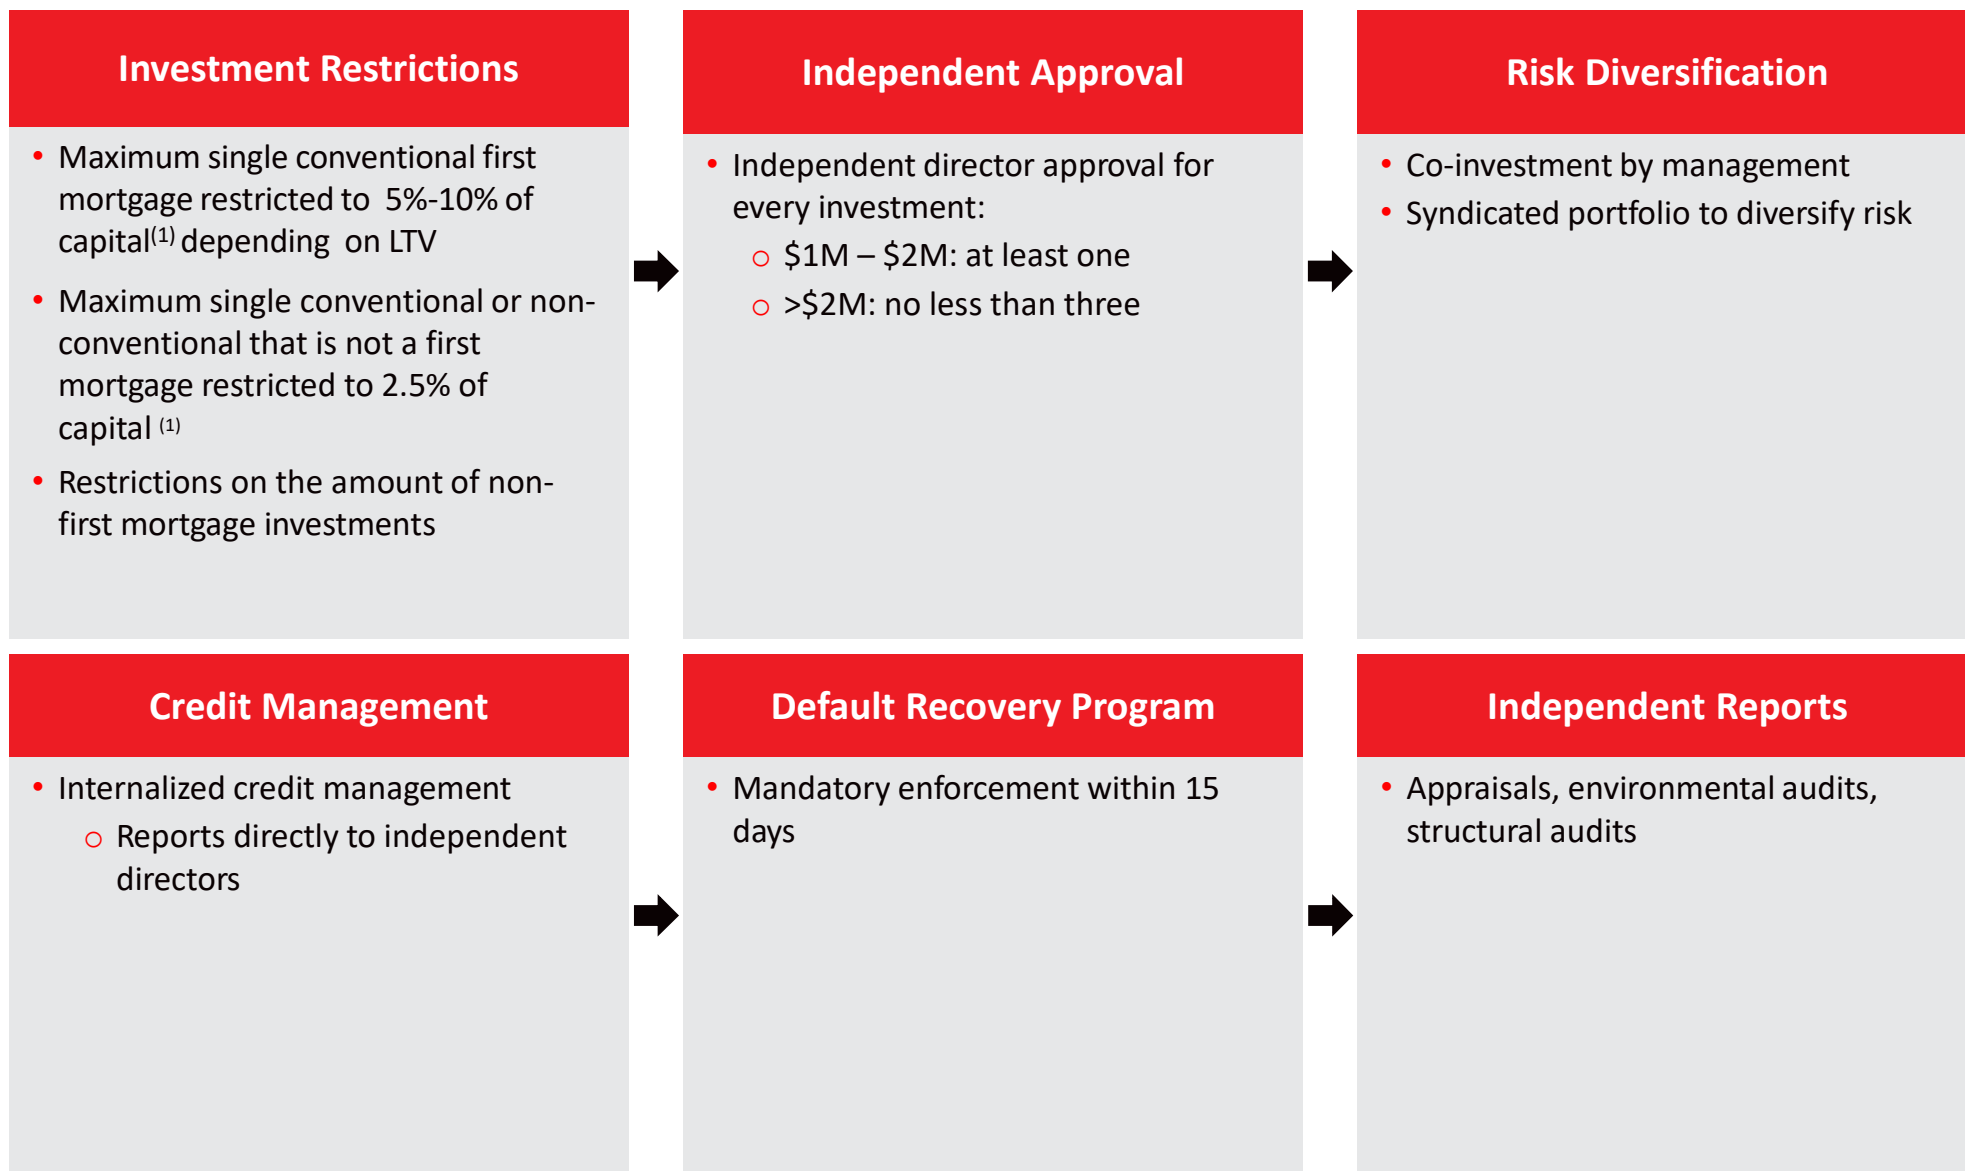 Investment Restrictions
• Maximum single conventional first
mortgage restricted to 5%-10% of
capital(1) depending on LTV
• Maximum single conventional or non-
conventional that is not a first
mortgage restricted to 2.5% of
capital (1)
• Restrictions on the amount of non-
first mortgage investments
Independent Approval
• Independent director approval for
every investment:
o $1M – $2M: at least one
o >$2M: no less than three
Risk Diversification
• Co-investment by management
• Syndicated portfolio to diversify risk
Credit Management
• Internalized credit management
o Reports directly to independent
directors
Default Recovery Program
• Mandatory enforcement within 15
days
Independent Reports
• Appraisals, environmental audits,
structural audits